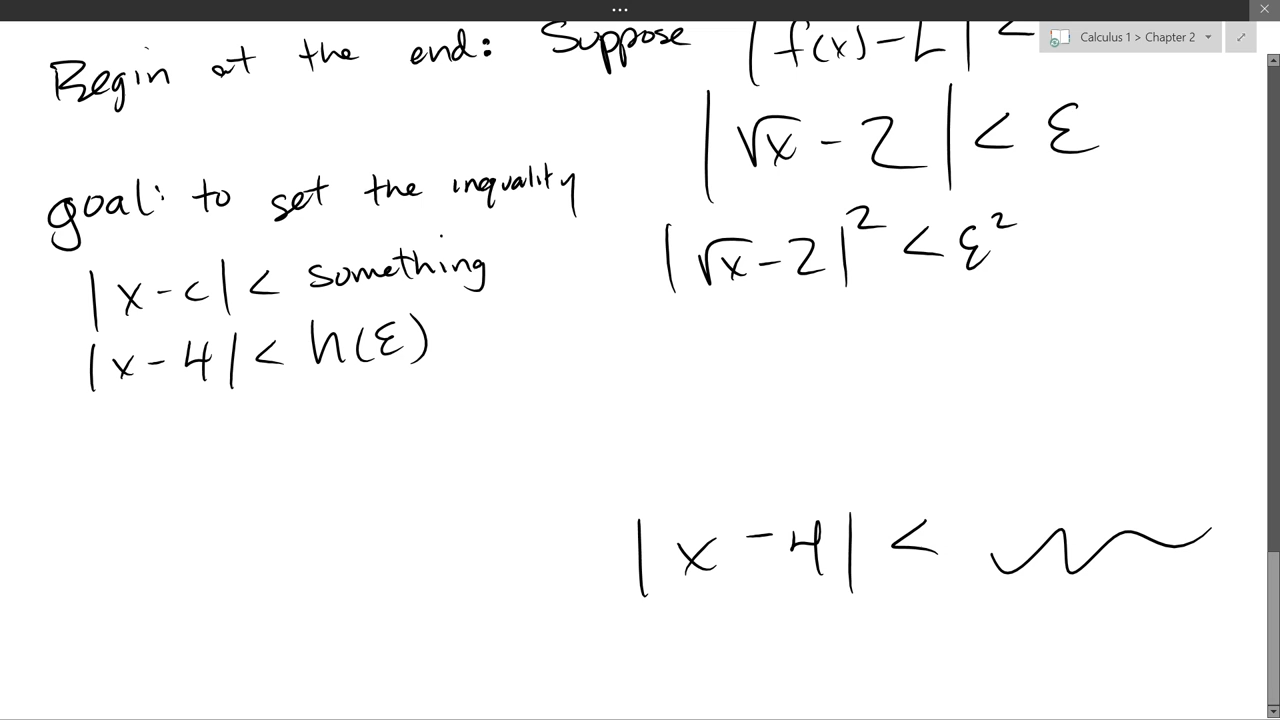 Begin at the end: Suppose |f(x)-L| <
Calculus 1 > Chapter 2
|√x - 2| < ε
goal: to set the inequality
|√x - 2|² < ε²
|x - c| < something
|x - 4| < h(ε)
|x - 4| <